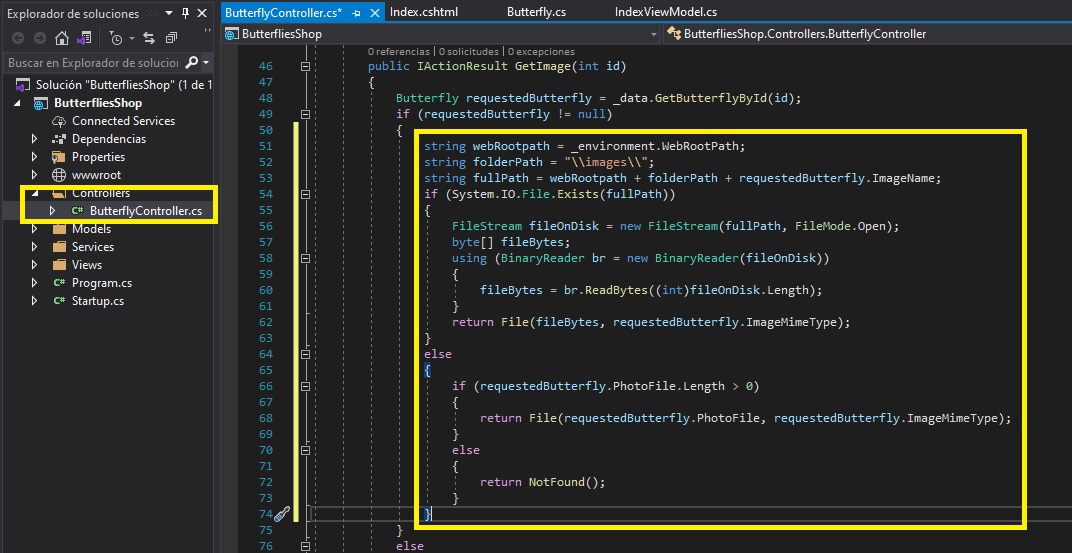 Explorador de soluciones
Buscar en Explorador de solucion
Solución "ButterfliesShop" (1 de 1
ButterfliesShop
Connected Services
Dependencias
Properties
wwwroot
Controllers
C# ButterflyController.cs
Models
Services
Views
C# Program.cs
C# Startup.cs
ButterflyController.cs* Index.cshtml Butterfly.cs IndexViewModel.cs
ButterfliesShop ButterfliesShop.Controllers.ButterflyController
0 referencias | 0 solicitudes | 0 excepciones
46 public IActionResult GetImage(int id)
47 {
48 Butterfly requestedButterfly = _data.GetButterflyById(id);
49 if (requestedButterfly != null)
50 {
51 string webRootpath = _environment.WebRootPath;
52 string folderPath = "\\images\\";
53 string fullPath = webRootpath + folderPath + requestedButterfly.ImageName;
54 if (System.IO.File.Exists(fullPath))
55 {
56 FileStream fileOnDisk = new FileStream(fullPath, FileMode.Open);
57 byte[] fileBytes;
58 using (BinaryReader br = new BinaryReader(fileOnDisk))
59 {
60 fileBytes = br.ReadBytes((int)fileOnDisk.Length);
61 }
62 return File(fileBytes, requestedButterfly.ImageMimeType);
63 }
64 else
65 {
66 if (requestedButterfly.PhotoFile.Length > 0)
67 {
68 return File(requestedButterfly.PhotoFile, requestedButterfly.ImageMimeType);
69 }
70 else
71 {
72 return NotFound();
73 }
74 }
75 }
76 else